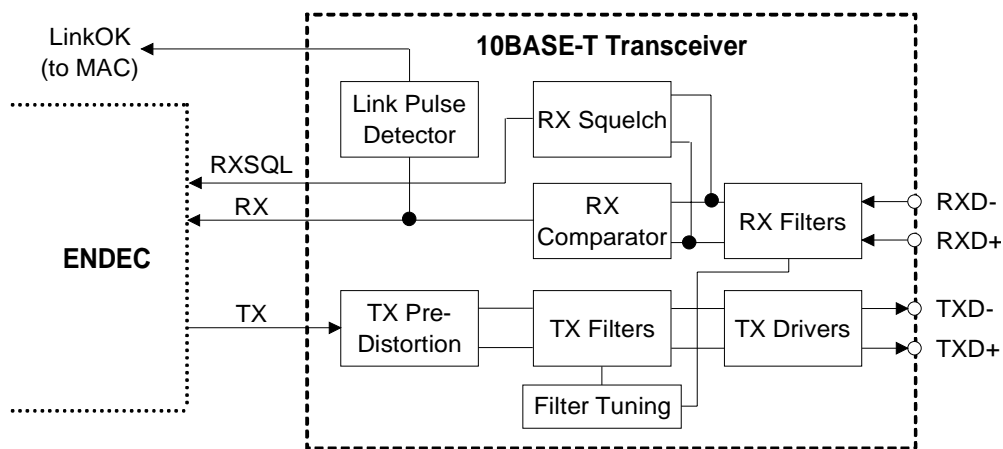 LinkOK
(to MAC)
10BASE-T Transceiver
Link Pulse
Detector
RX Squelch
RXSQL
RX
RX
Comparator
RX Filters
RXD-
RXD+
ENDEC
TX
TX Pre-
Distortion
TX Filters
TX Drivers
TXD-
TXD+
Filter Tuning